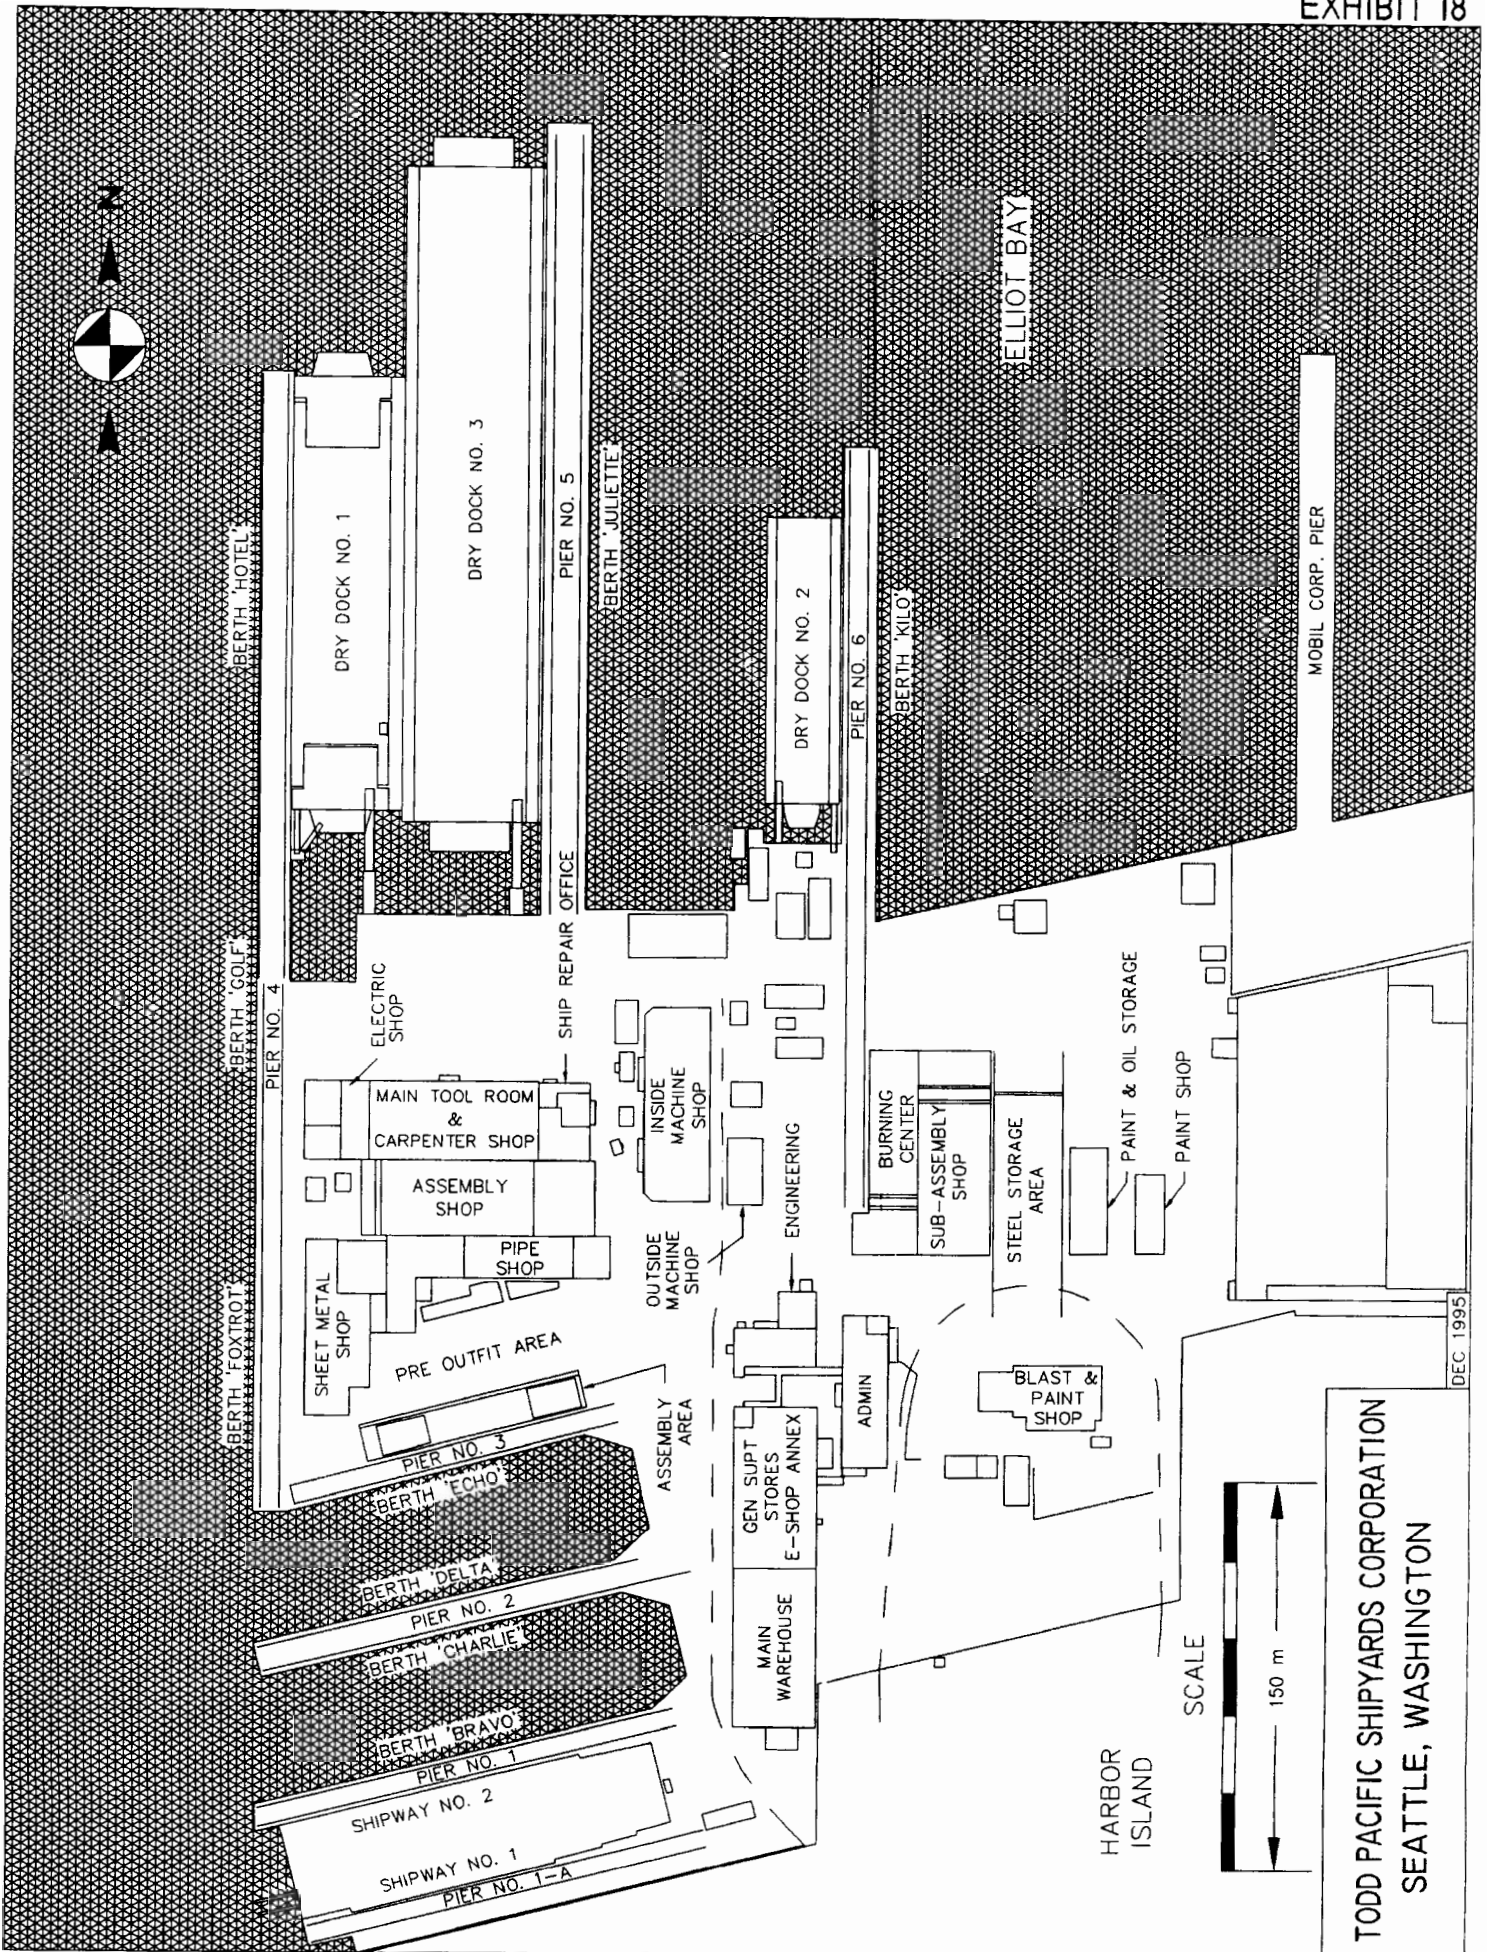 EXHIBIT 18
N
ELLIOT BAY
BERTH 'HOTEL'
DRY DOCK NO. 1
DRY DOCK NO. 3
PIER NO. 5
BERTH 'JULIETTE'
DRY DOCK NO. 2
PIER NO. 6
BERTH 'KILO'
MOBIL CORP. PIER
BERTH 'GOLF'
PIER NO. 4
ELECTRIC
SHOP
SHIP REPAIR OFFICE
MAIN TOOL ROOM
&
CARPENTER SHOP
INSIDE
MACHINE
SHOP
BURNING
CENTER
SUB-ASSEMBLY
SHOP
STEEL STORAGE
AREA
PAINT & OIL STORAGE
PAINT SHOP
ASSEMBLY
SHOP
PIPE
SHOP
OUTSIDE
MACHINE
SHOP
ENGINEERING
BERTH 'FOXTROT'
SHEET METAL
SHOP
PRE OUTFIT AREA
ASSEMBLY
AREA
PIER NO. 3
BERTH 'ECHO'
GEN SUPT
STORES
E-SHOP ANNEX
ADMIN
BLAST &
PAINT
SHOP
BERTH 'DELTA'
PIER NO. 2
BERTH 'CHARLIE'
MAIN
WAREHOUSE
BERTH 'BRAVO'
PIER NO. 1
SHIPWAY NO. 2
SHIPWAY NO. 1
PIER NO. 1-A
HARBOR
ISLAND
SCALE
150 m
DEC 1995
TODD PACIFIC SHIPYARDS CORPORATION
SEATTLE, WASHINGTON